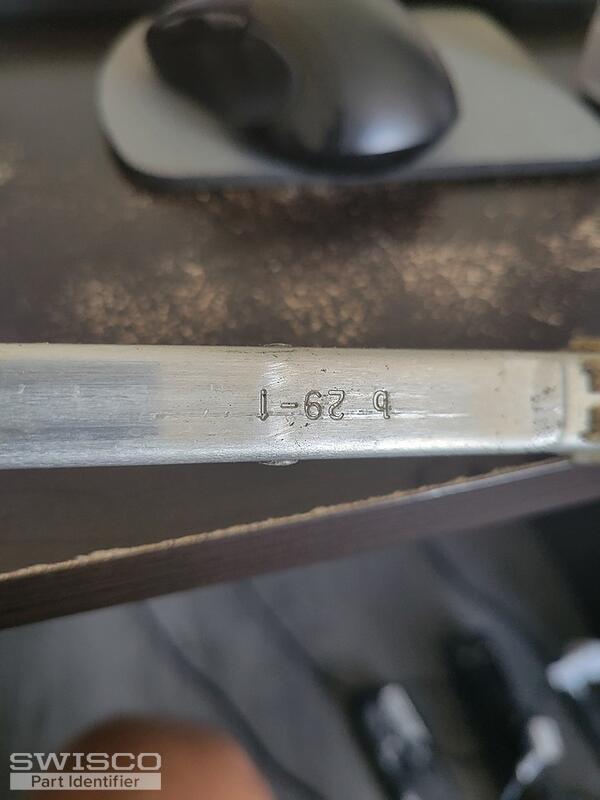 b 29-1
SWISCO
Part Identifier